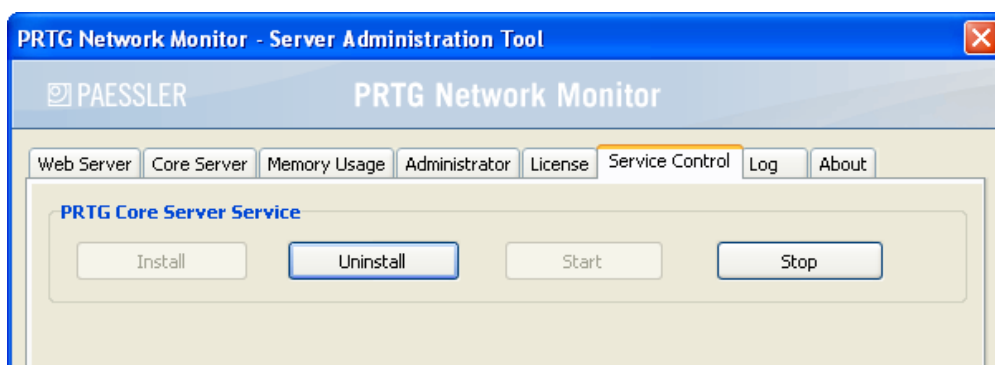 PRTG Network Monitor - Server Administration Tool
PAESSLER PRTG Network Monitor
Web Server Core Server Memory Usage Administrator License Service Control Log About
PRTG Core Server Service
Install Uninstall Start Stop